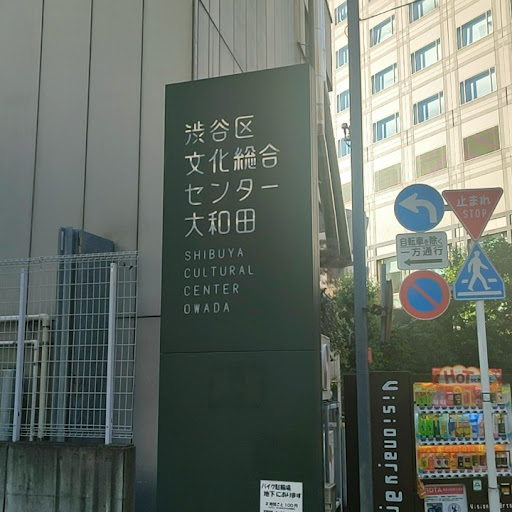 渋谷区
文化総合
センター
大和田
SHIBUYA
CULTURAL
CENTER
OWADA
止まれ
STOP
自転車を除く
一方通行
Visionary Ar
バイク駐輪場
地下にあります